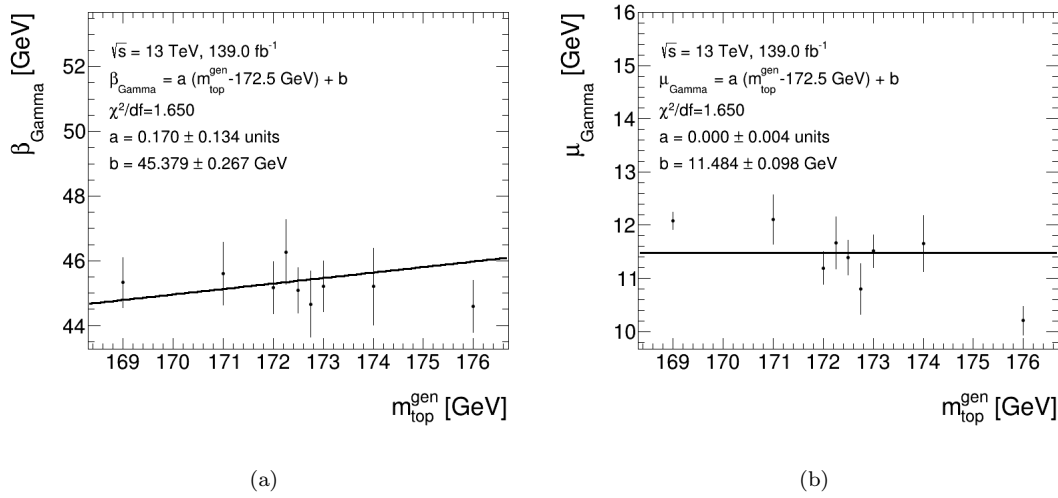 β_Gamma [GeV]
√s = 13 TeV, 139.0 fb⁻¹
β_Gamma = a (m_top^gen-172.5 GeV) + b
χ²/df=1.650
a = 0.170 ± 0.134 units
b = 45.379 ± 0.267 GeV
52
50
48
46
44
169 170 171 172 173 174 175 176
m_top^gen [GeV]
(a)
μ_Gamma [GeV]
√s = 13 TeV, 139.0 fb⁻¹
μ_Gamma = a (m_top^gen-172.5 GeV) + b
χ²/df=1.650
a = 0.000 ± 0.004 units
b = 11.484 ± 0.098 GeV
16
15
14
13
12
11
10
169 170 171 172 173 174 175 176
m_top^gen [GeV]
(b)